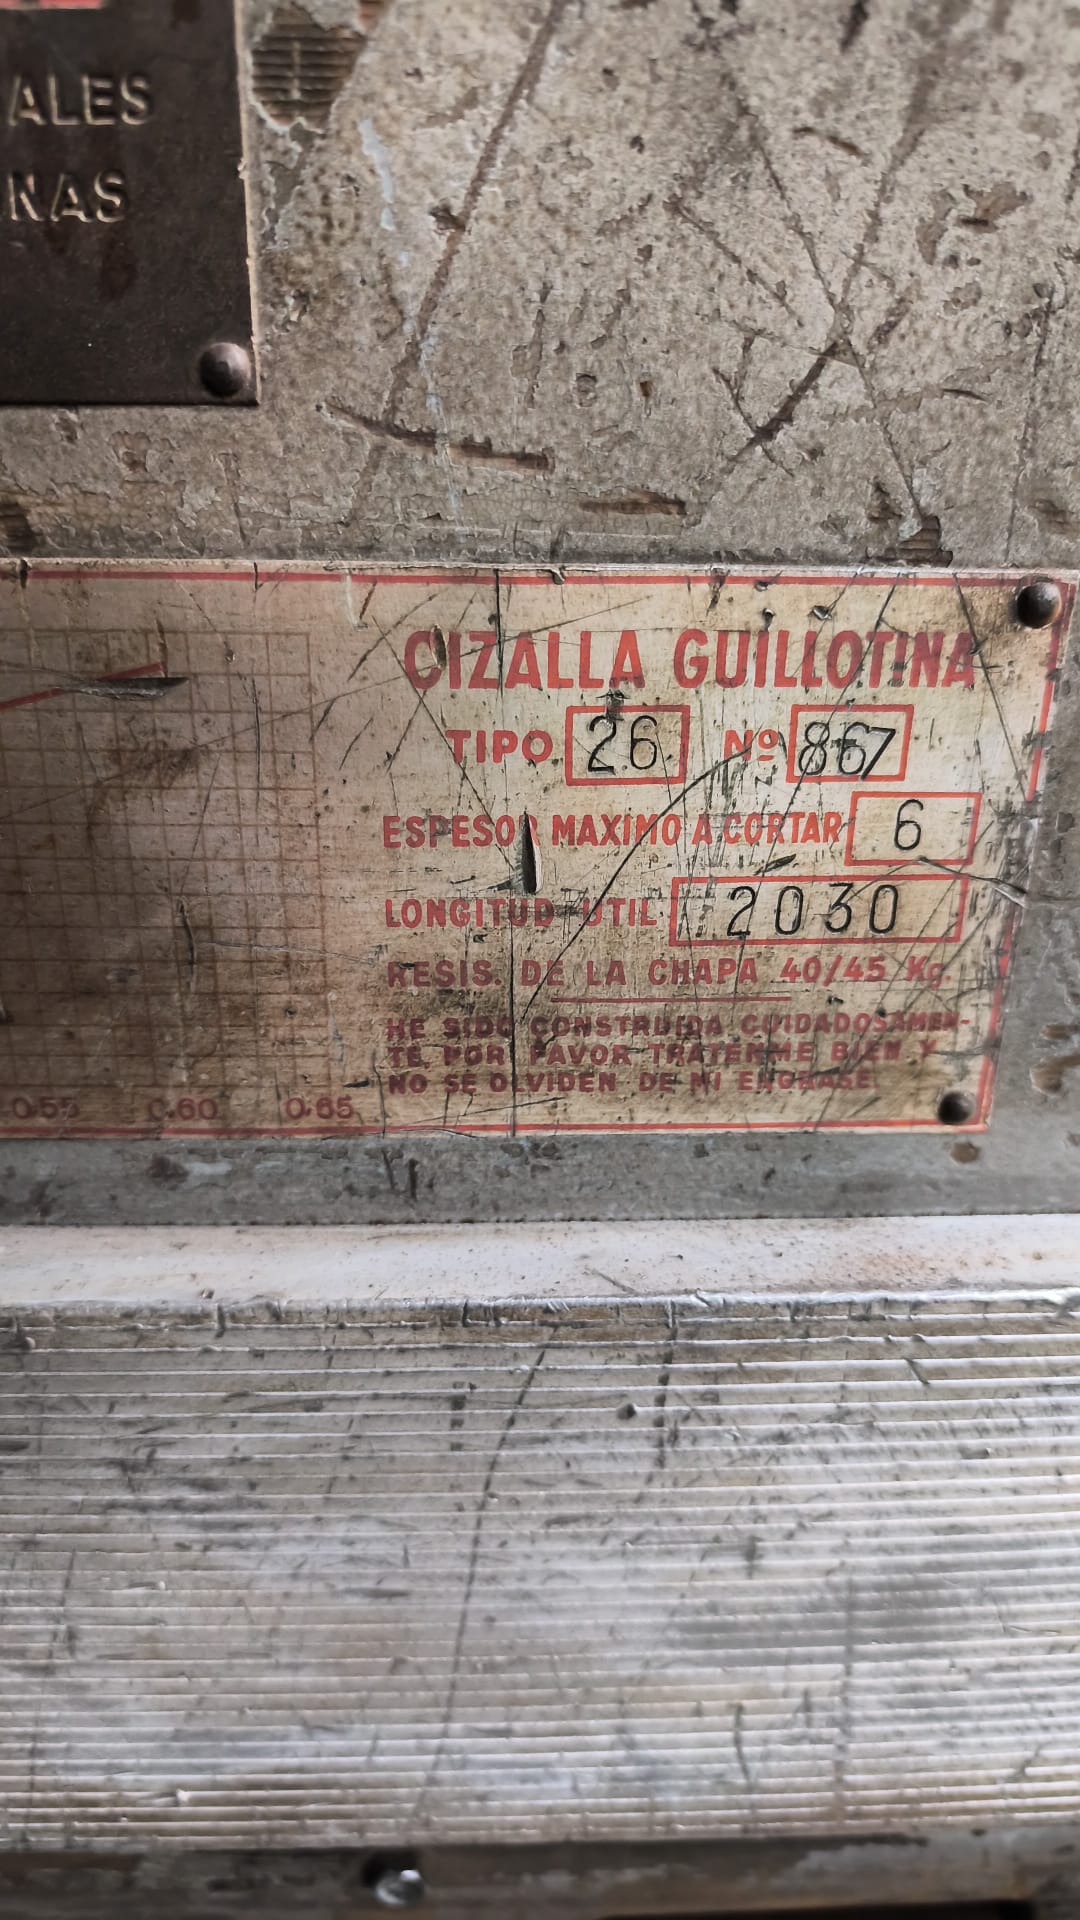 ALES
NAS
CIZALLA GUILLOTINA
TIPO 26 Nº 867
ESPESOR MAXIMO A CORTAR 6
LONGITUD UTIL 2030
RESIS. DE LA CHAPA 40/45 Kg.
HE SIDO CONSTRUIDA CUIDADOSAMEN-
TE, POR FAVOR TRATENME BIEN Y
NO SE OLVIDEN DE MI ENGRASE.
0.55 0.60 0.65